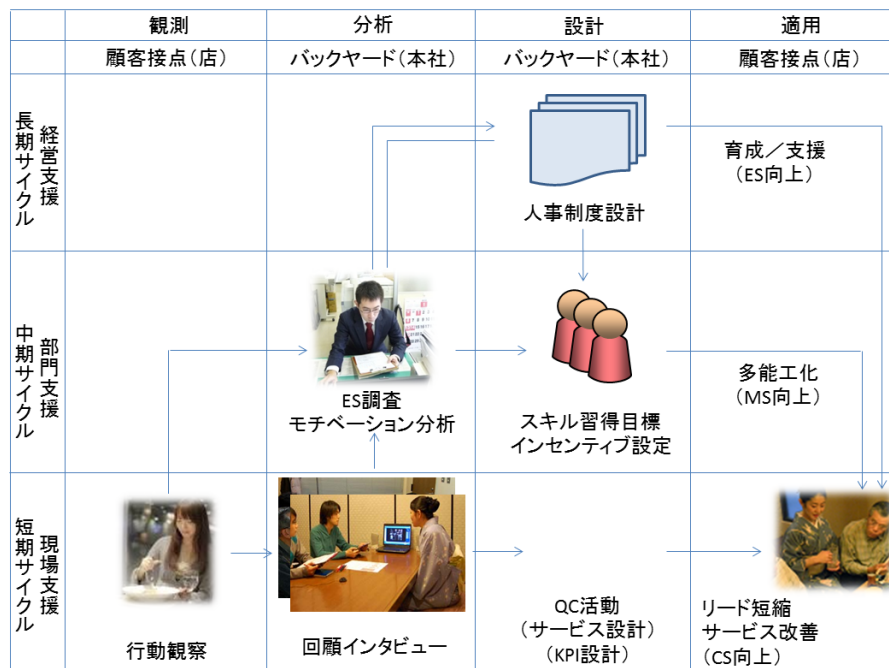 観測
分析
設計
適用
顧客接点（店）
バックヤード（本社）
バックヤード（本社）
顧客接点（店）
経営支援
長期サイクル
人事制度設計
育成／支援
（ES向上）
部門支援
中期サイクル
ES調査
モチベーション分析
スキル習得目標
インセンティブ設定
多能工化
（MS向上）
現場支援
短期サイクル
行動観察
回顧インタビュー
QC活動
（サービス設計）
（KPI設計）
リード短縮
サービス改善
（CS向上）